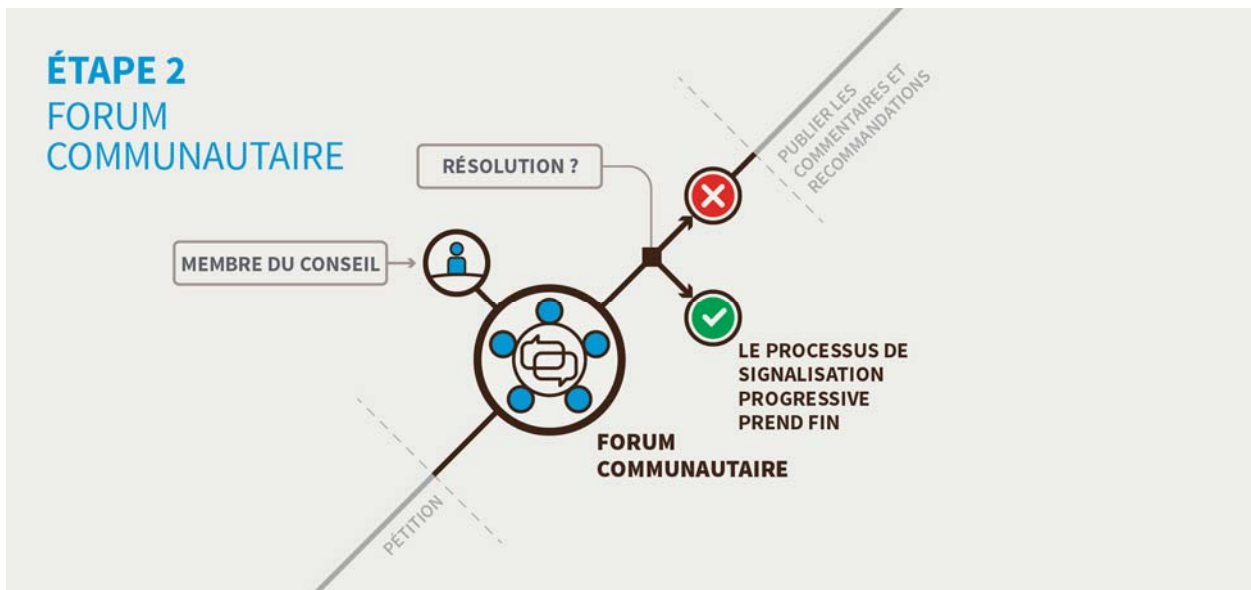 ÉTAPE 2
FORUM
COMMUNAUTAIRE
RÉSOLUTION ?
MEMBRE DU CONSEIL
PUBLIER LES
COMMENTAIRES ET
RECOMMANDATIONS
LE PROCESSUS DE
SIGNALISATION
PROGRESSIVE
PREND FIN
FORUM
COMMUNAUTAIRE
PÉTITION